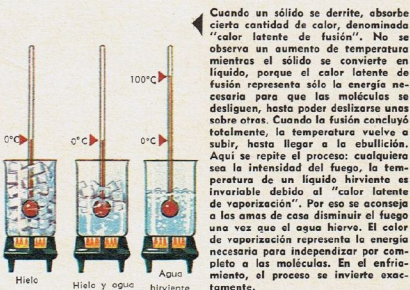 Cuando un sólido se derrite, absorbe
cierta cantidad de calor, denominada
"calor latente de fusión". No se
observa un aumento de temperatura
mientras el sólido se convierte en
líquido, porque el calor latente de
fusión representa sólo la energía ne-
cesaria para que las moléculas se
desliguen, hasta poder deslizarse unas
sobre otras. Cuando la fusión concluyó
totalmente, la temperatura vuelve a
subir, hasta llegar a la ebullición.
Aquí se repite el proceso: cualquiera
sea la intensidad del fuego, la tem-
peratura de un líquido hirviente es
invariable debido al "calor latente
de vaporización". Por eso se aconseja
a las amas de casa disminuir el fuego
una vez que el agua hierve. El calor
de vaporización representa la energía
necesaria para independizar por com-
pleto a las moléculas. En el enfria-
miento, el proceso se invierte exac-
tamente.
100°C
0°C
0°C
0°C
Hielo
Hielo y agua
Agua
hirviente